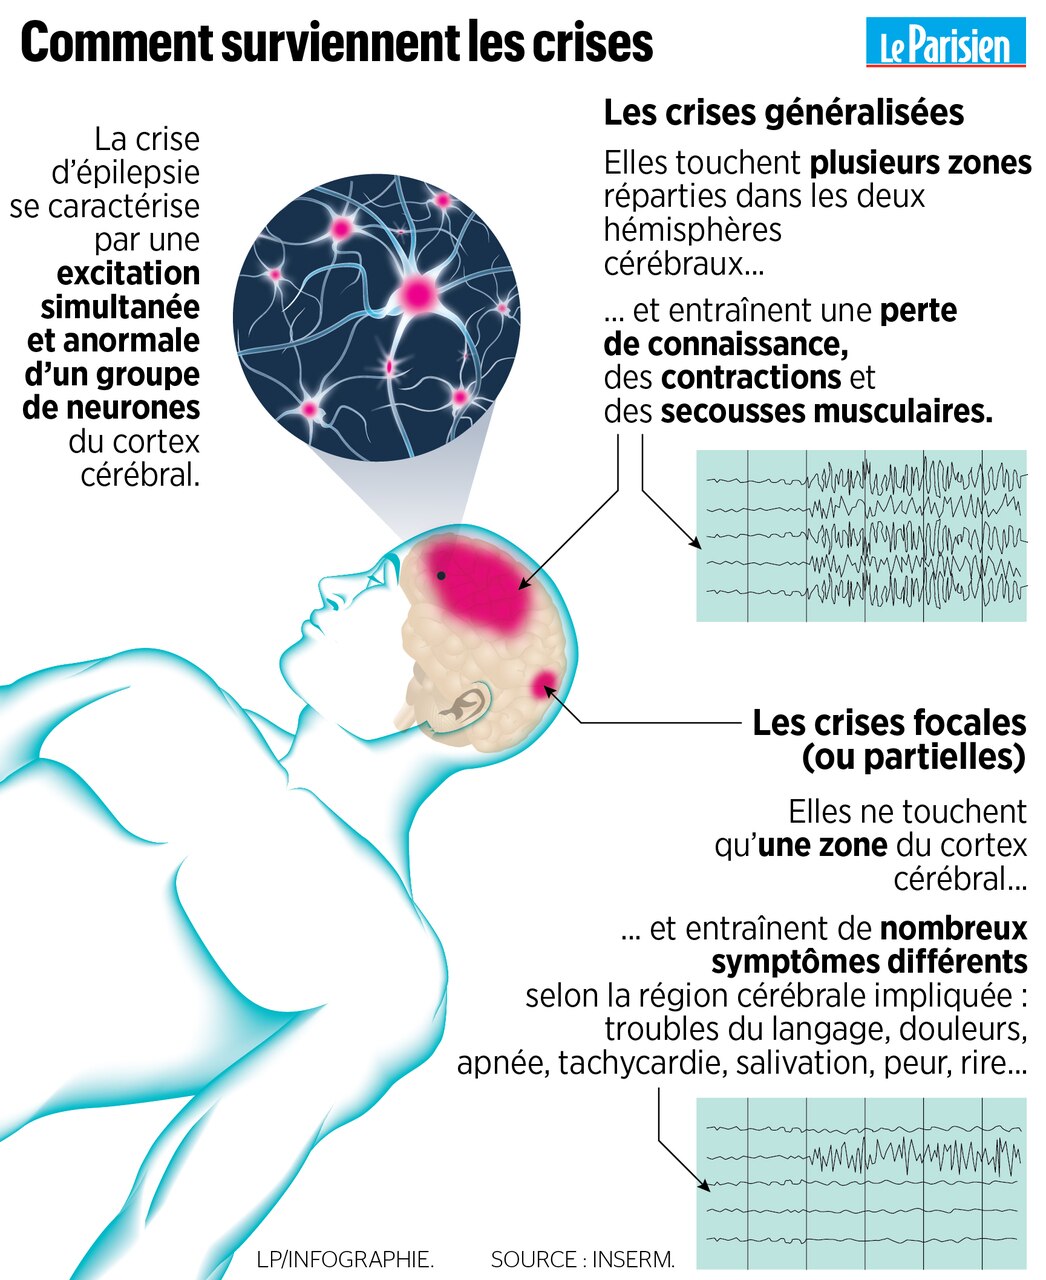 Comment surviennent les crises
Le Parisien
La crise
d’épilepsie
se caractérise
par une
excitation
simultanée
et anormale
d’un groupe
de neurones
du cortex
cérébral.
Les crises généralisées
Elles touchent plusieurs zones
réparties dans les deux
hémisphères
cérébraux...
... et entraînent une perte
de connaissance,
des contractions et
des secousses musculaires.
Les crises focales
(ou partielles)
Elles ne touchent
qu’une zone du cortex
cérébral...
... et entraînent de nombreux
symptômes différents
selon la région cérébrale impliquée :
troubles du langage, douleurs,
apnée, tachycardie, salivation, peur, rire...
LP/INFOGRAPHIE.
SOURCE : INSERM.